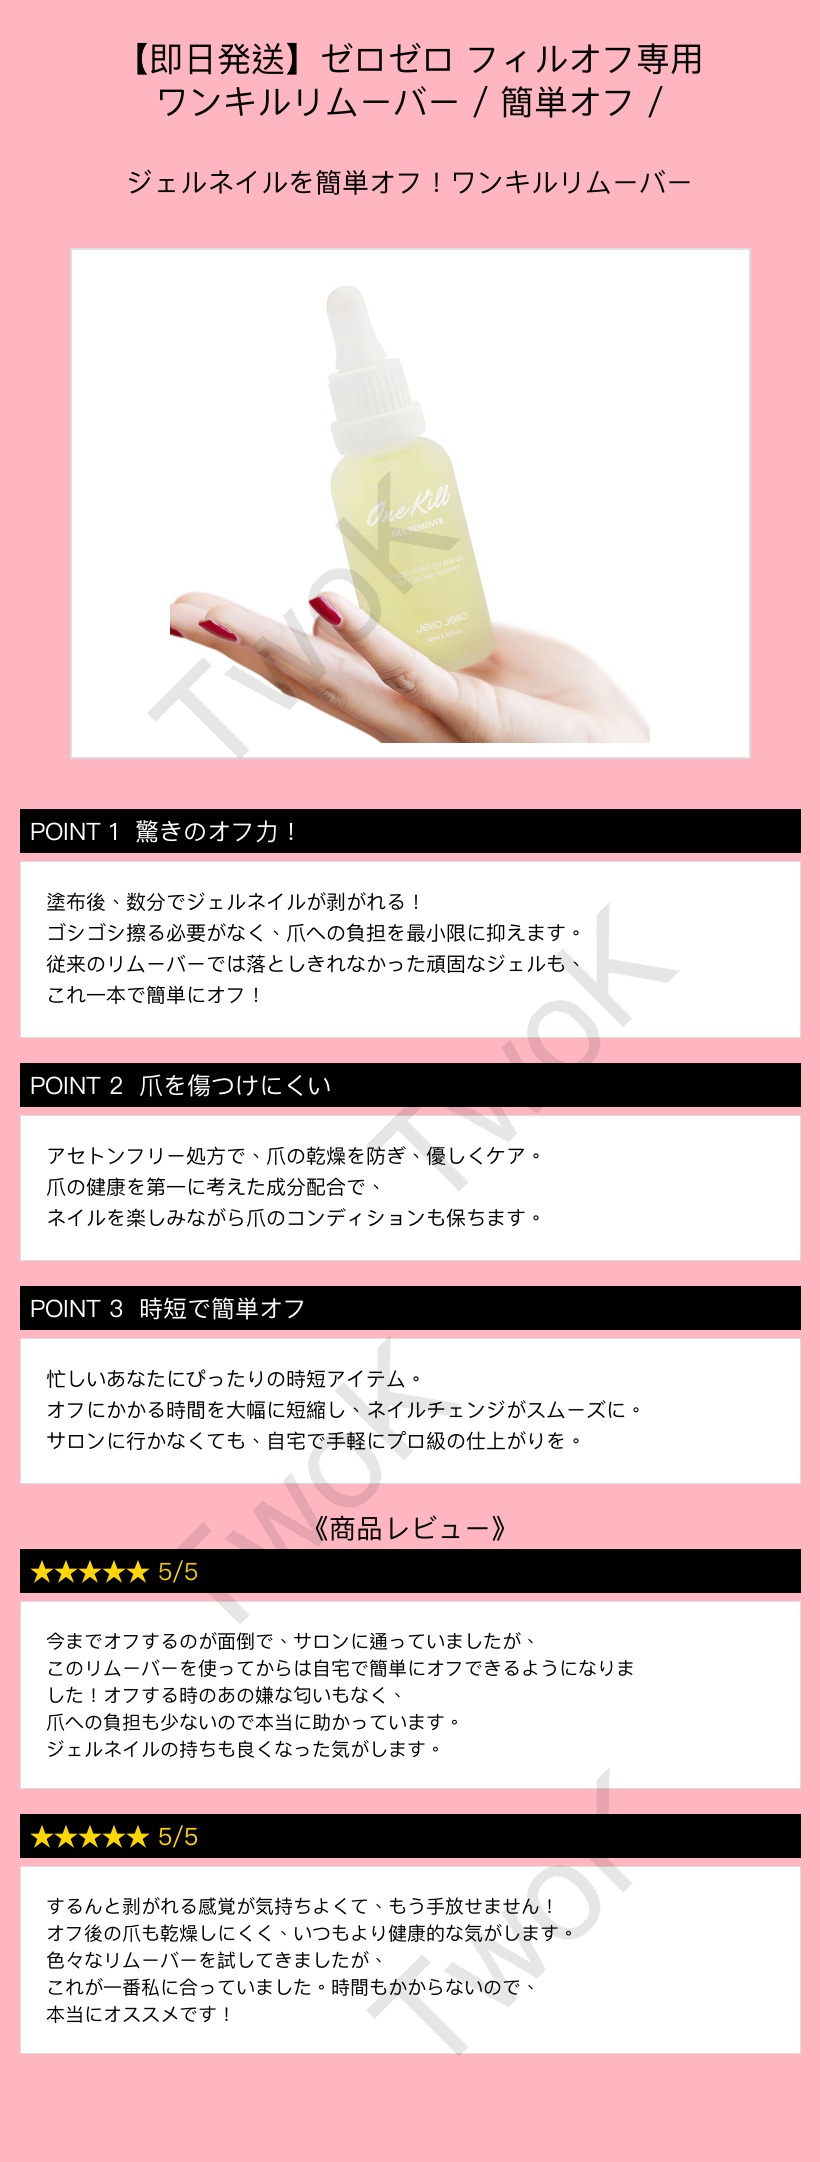 【即日発送】ゼロゼロ フィルオフ専用
ワンキルリムーバー / 簡単オフ /
ジェルネイルを簡単オフ！ワンキルリムーバー
One Kill
GEL REMOVER
Jello Jello
POINT 1 驚きのオフ力！
塗布後、数分でジェルネイルが剥がれる！
ゴシゴシ擦る必要がなく、爪への負担を最小限に抑えます。
従来のリムーバーでは落としきれなかった頑固なジェルも、
これ一本で簡単にオフ！
POINT 2 爪を傷つけにくい
アセトンフリー処方で、爪の乾燥を防ぎ、優しくケア。
爪の健康を第一に考えた成分配合で、
ネイルを楽しみながら爪のコンディションも保ちます。
POINT 3 時短で簡単オフ
忙しいあなたにぴったりの時短アイテム。
オフにかかる時間を大幅に短縮し、ネイルチェンジがスムーズに。
サロンに行かなくても、自宅で手軽にプロ級の仕上がりを。
《商品レビュー》
★★★★★ 5/5
今までオフするのが面倒で、サロンに通っていましたが、
このリムーバーを使ってからは自宅で簡単にオフできるようになりま
した！オフする時のあの嫌な匂いもなく、
爪への負担も少ないので本当に助かっています。
ジェルネイルの持ちも良くなった気がします。
★★★★★ 5/5
するんと剥がれる感覚が気持ちよくて、もう手放せません！
オフ後の爪も乾燥しにくく、いつもより健康的な気がします。
色々なリムーバーを試してきましたが、
これが一番私に合っていました。時間もかからないので、
本当にオススメです！
TwoK
TwoK
TwoK
TwoK